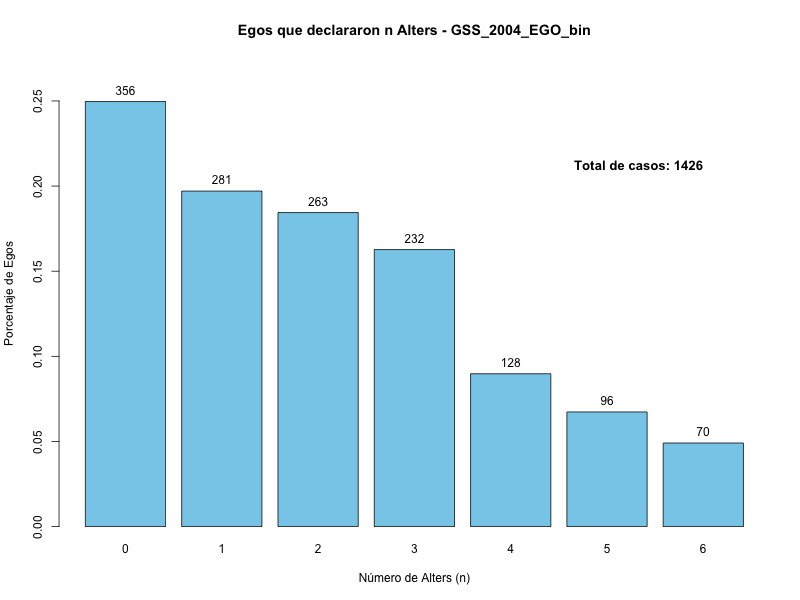 Egos que declararon n Alters - GSS_2004_EGO_bin
Total de casos: 1426
Porcentaje de Egos
0.25
0.20
0.15
0.10
0.05
0.00
356
281
263
232
128
96
70
0 1 2 3 4 5 6
Número de Alters (n)